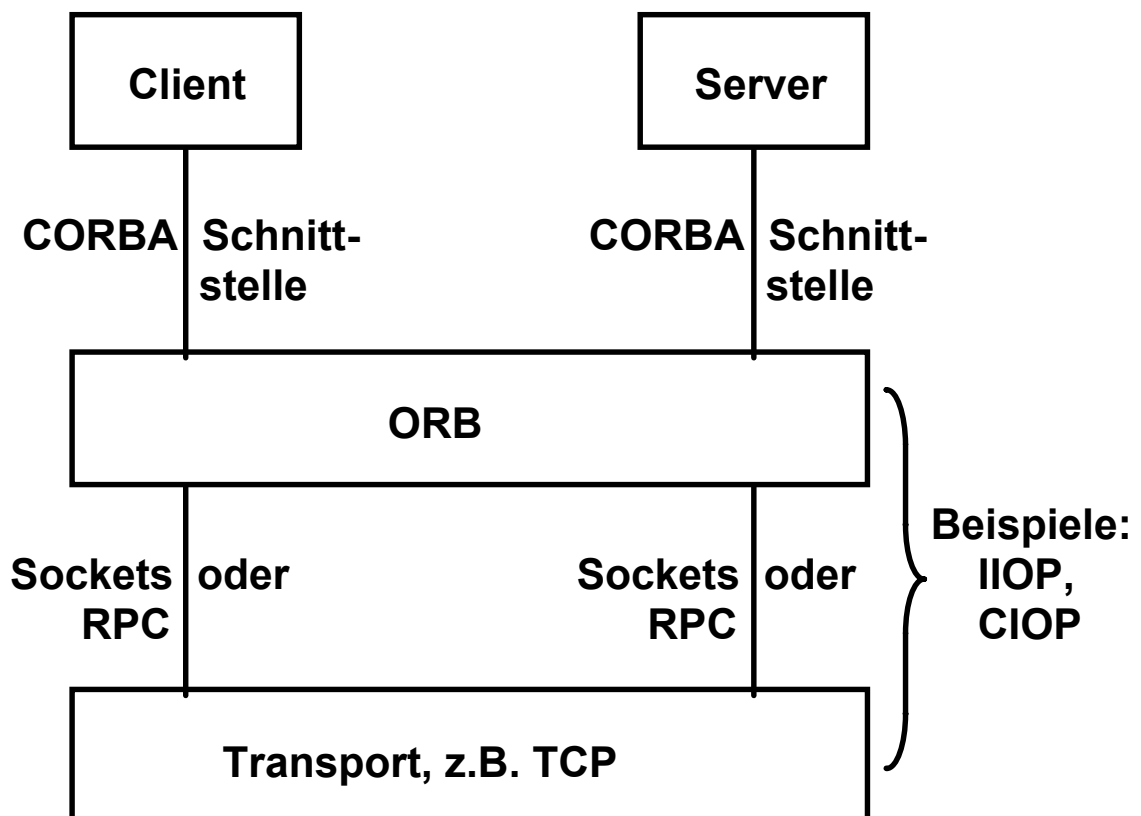 Client
Server
CORBA Schnitt-
stelle
CORBA Schnitt-
stelle
ORB
Beispiele:
IIOP,
CIOP
Sockets oder
RPC
Sockets oder
RPC
Transport, z.B. TCP